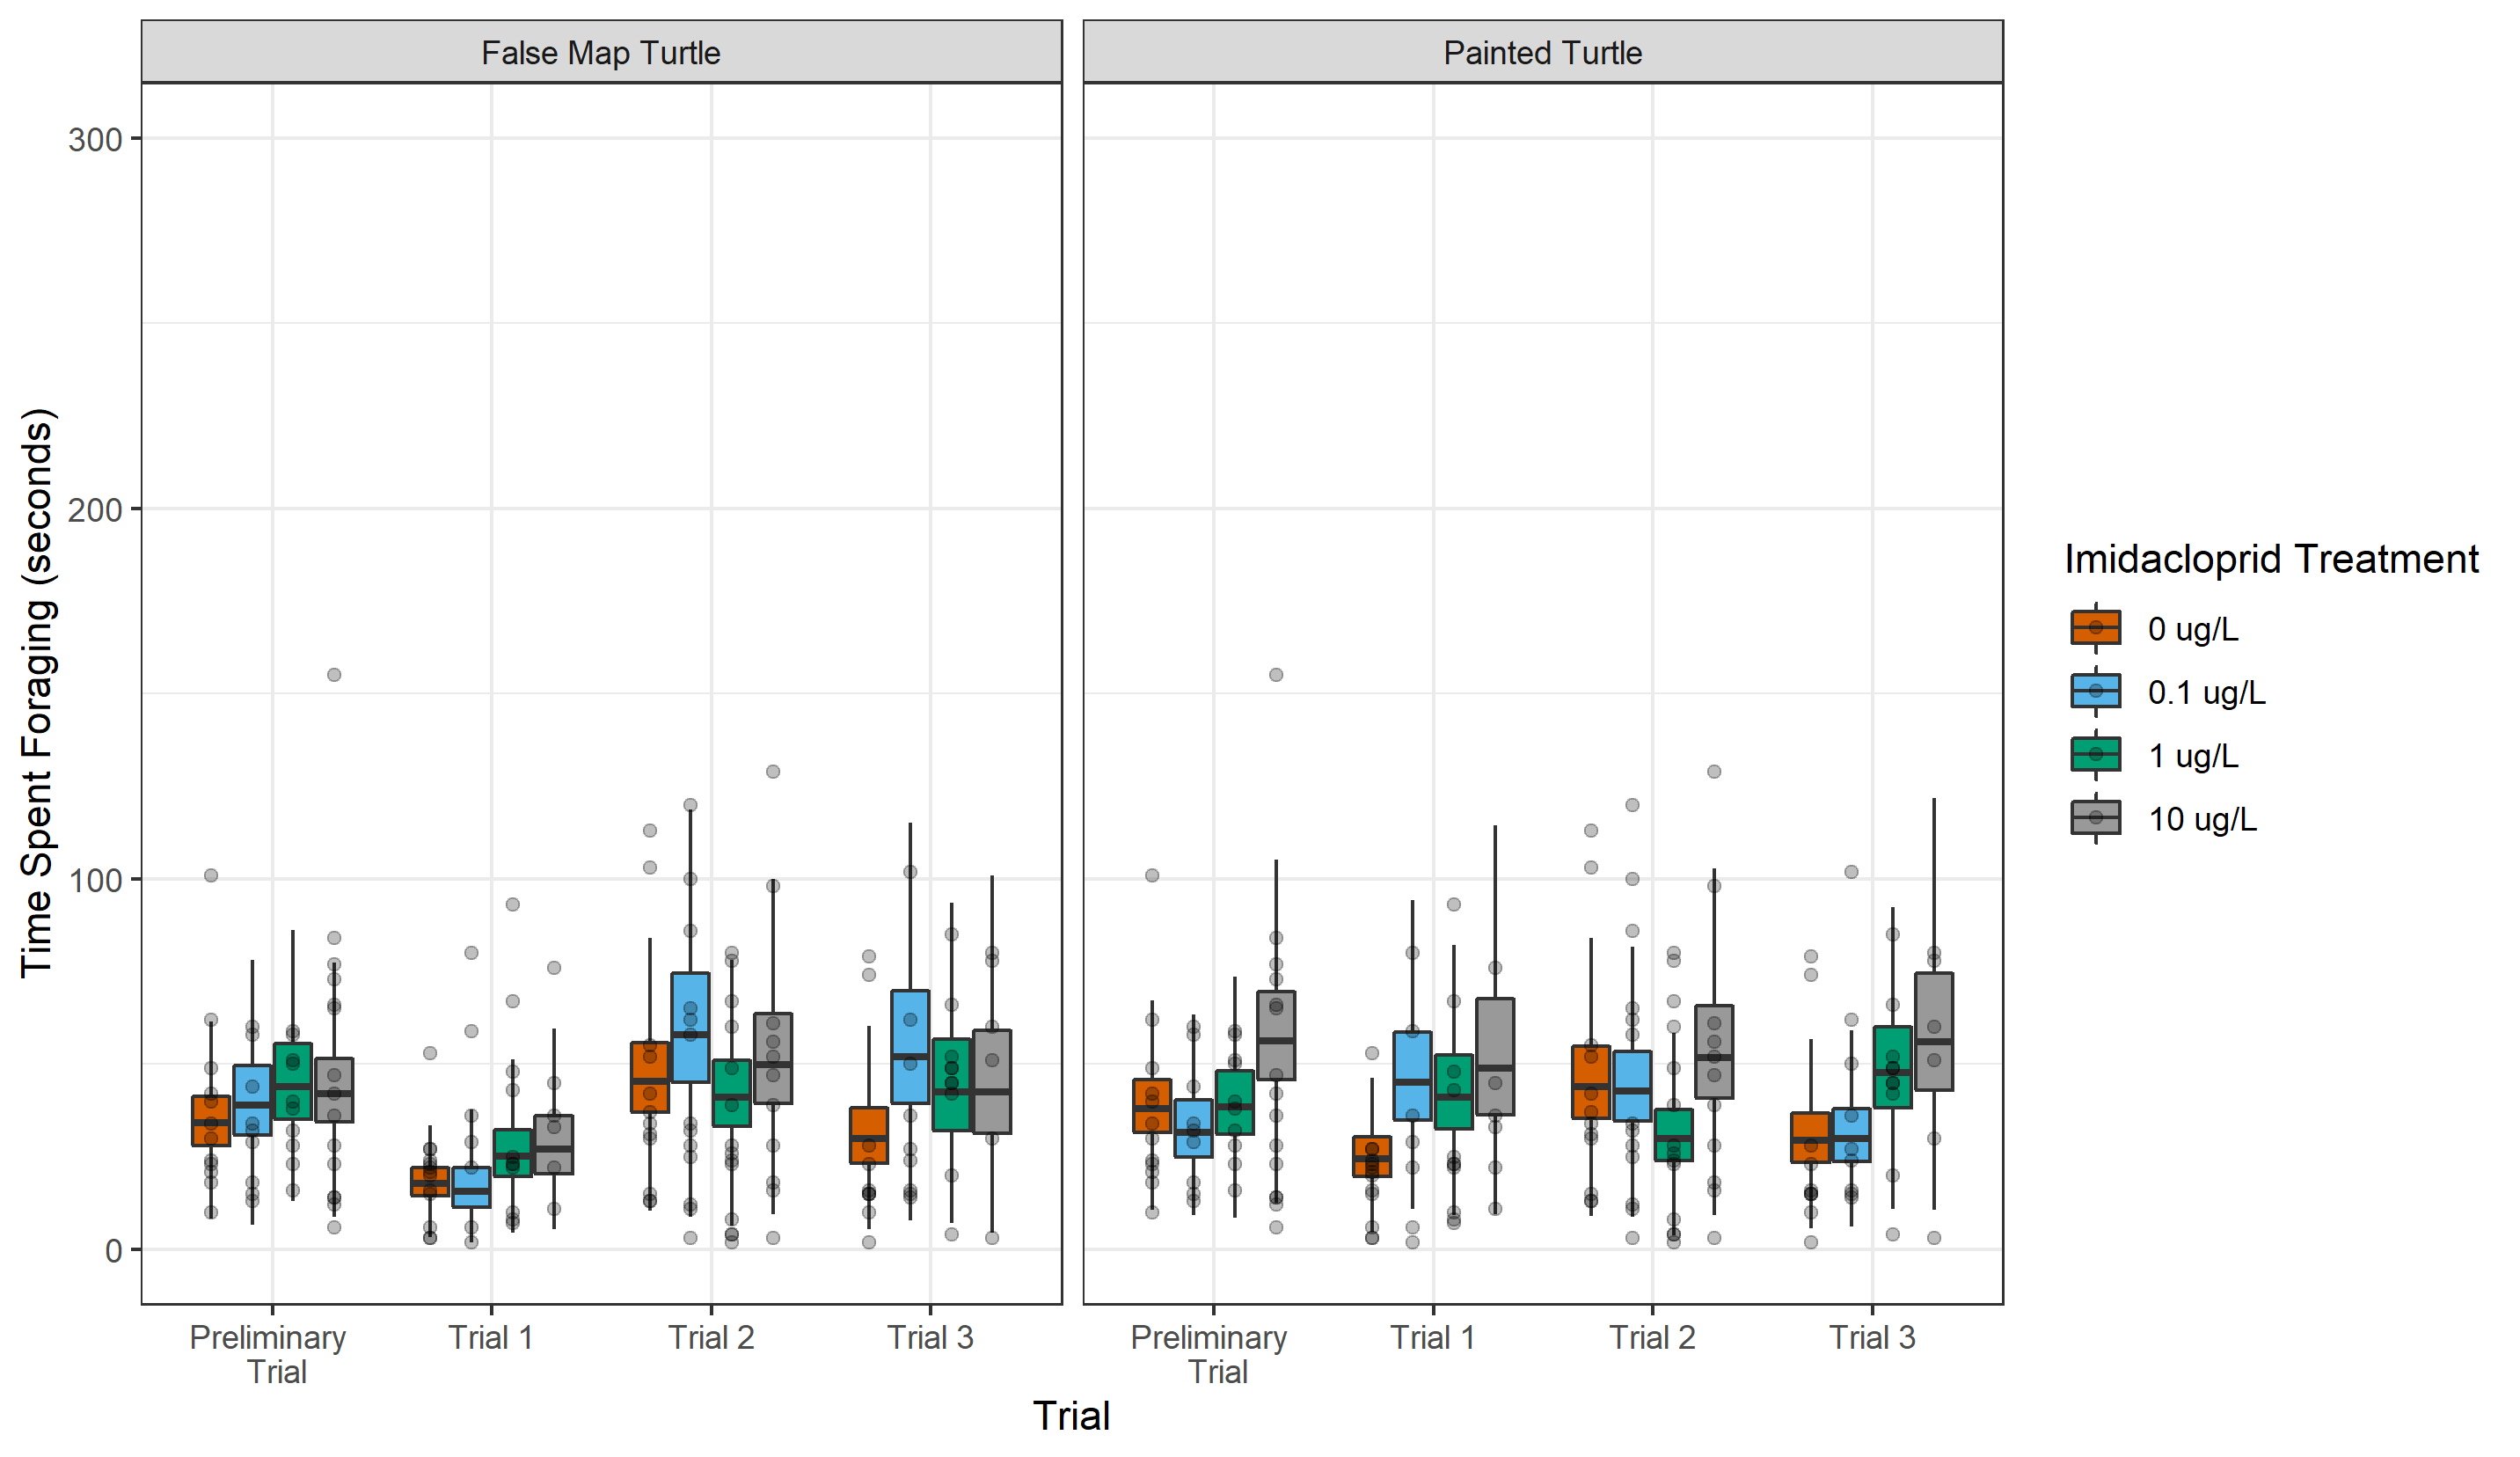 False Map Turtle
Painted Turtle
Time Spent Foraging (seconds)
300
200
100
0
Preliminary
Trial
Trial 1
Trial 2
Trial 3
Preliminary
Trial
Trial 1
Trial 2
Trial 3
Trial
Imidacloprid Treatment
0 ug/L
0.1 ug/L
1 ug/L
10 ug/L